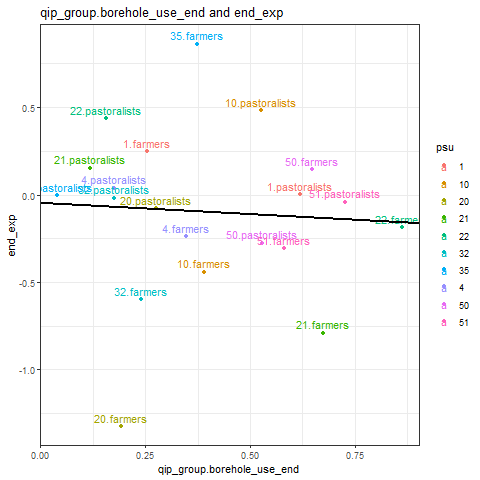 qip_group.borehole_use_end and end_exp
35.farmers
10.pastoralists
22.pastoralists
1.farmers
21.pastoralists
50.farmers
4.pastoralists
pastoralists
32.pastoralists
1.pastoralists
51.pastoralists
20.pastoralists
22.farmers
4.farmers
50.pastoralists
51.farmers
10.farmers
32.farmers
21.farmers
20.farmers
0.5
0.0
-0.5
-1.0
end_exp
0.00
0.25
0.50
0.75
qip_group.borehole_use_end
psu
1
10
20
21
22
32
35
4
50
51